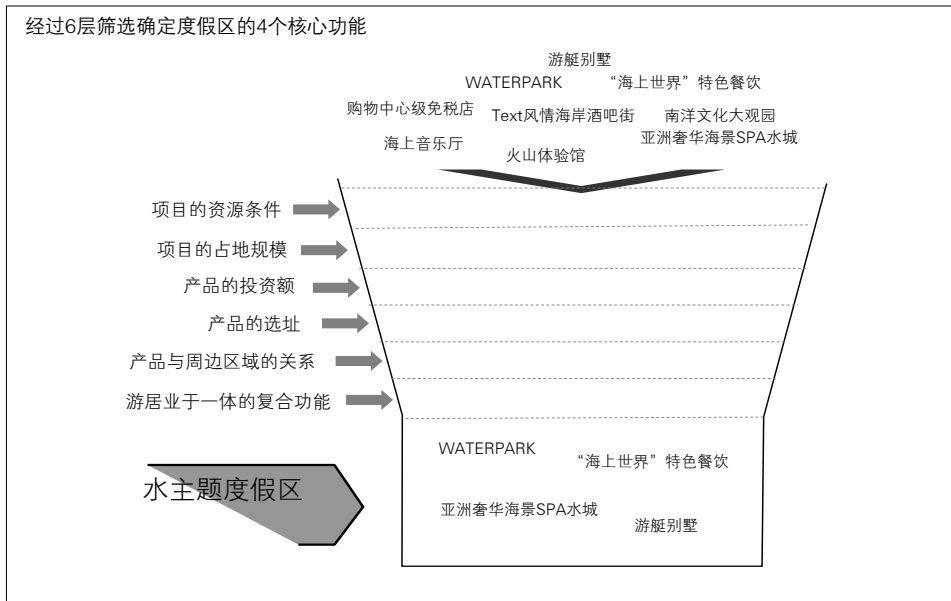 经过6层筛选确定度假区的4个核心功能
游艇别墅
WATERPARK
“海上世界”特色餐饮
购物中心级免税店
Text风情海岸酒吧街
南洋文化大观园
海上音乐厅
火山体验馆
亚洲奢华海景SPA水城
项目的资源条件
项目的占地规模
产品的投资额
产品的选址
产品与周边区域的关系
游居业于一体的复合功能
水主题度假区
WATERPARK
“海上世界”特色餐饮
亚洲奢华海景SPA水城
游艇别墅